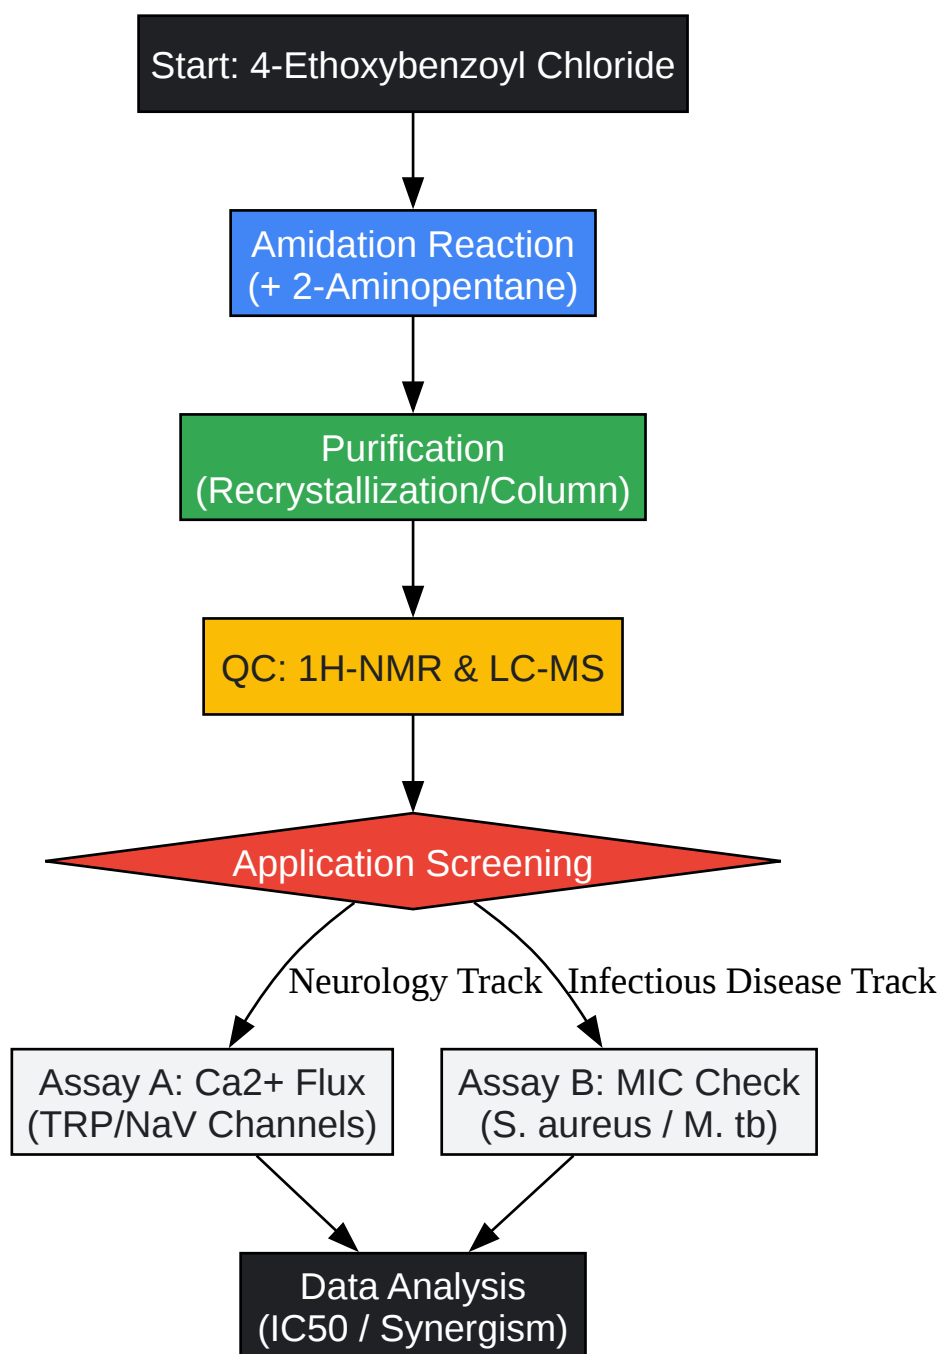 Start: 4-Ethoxybenzoyl Chloride
Amidation Reaction
(+ 2-Aminopentane)
Purification
(Recrystallization/Column)
QC: 1H-NMR & LC-MS
Application Screening
Neurology Track
Infectious Disease Track
Assay A: Ca2+ Flux
(TRP/NaV Channels)
Assay B: MIC Check
(S. aureus / M. tb)
Data Analysis
(IC50 / Synergism)